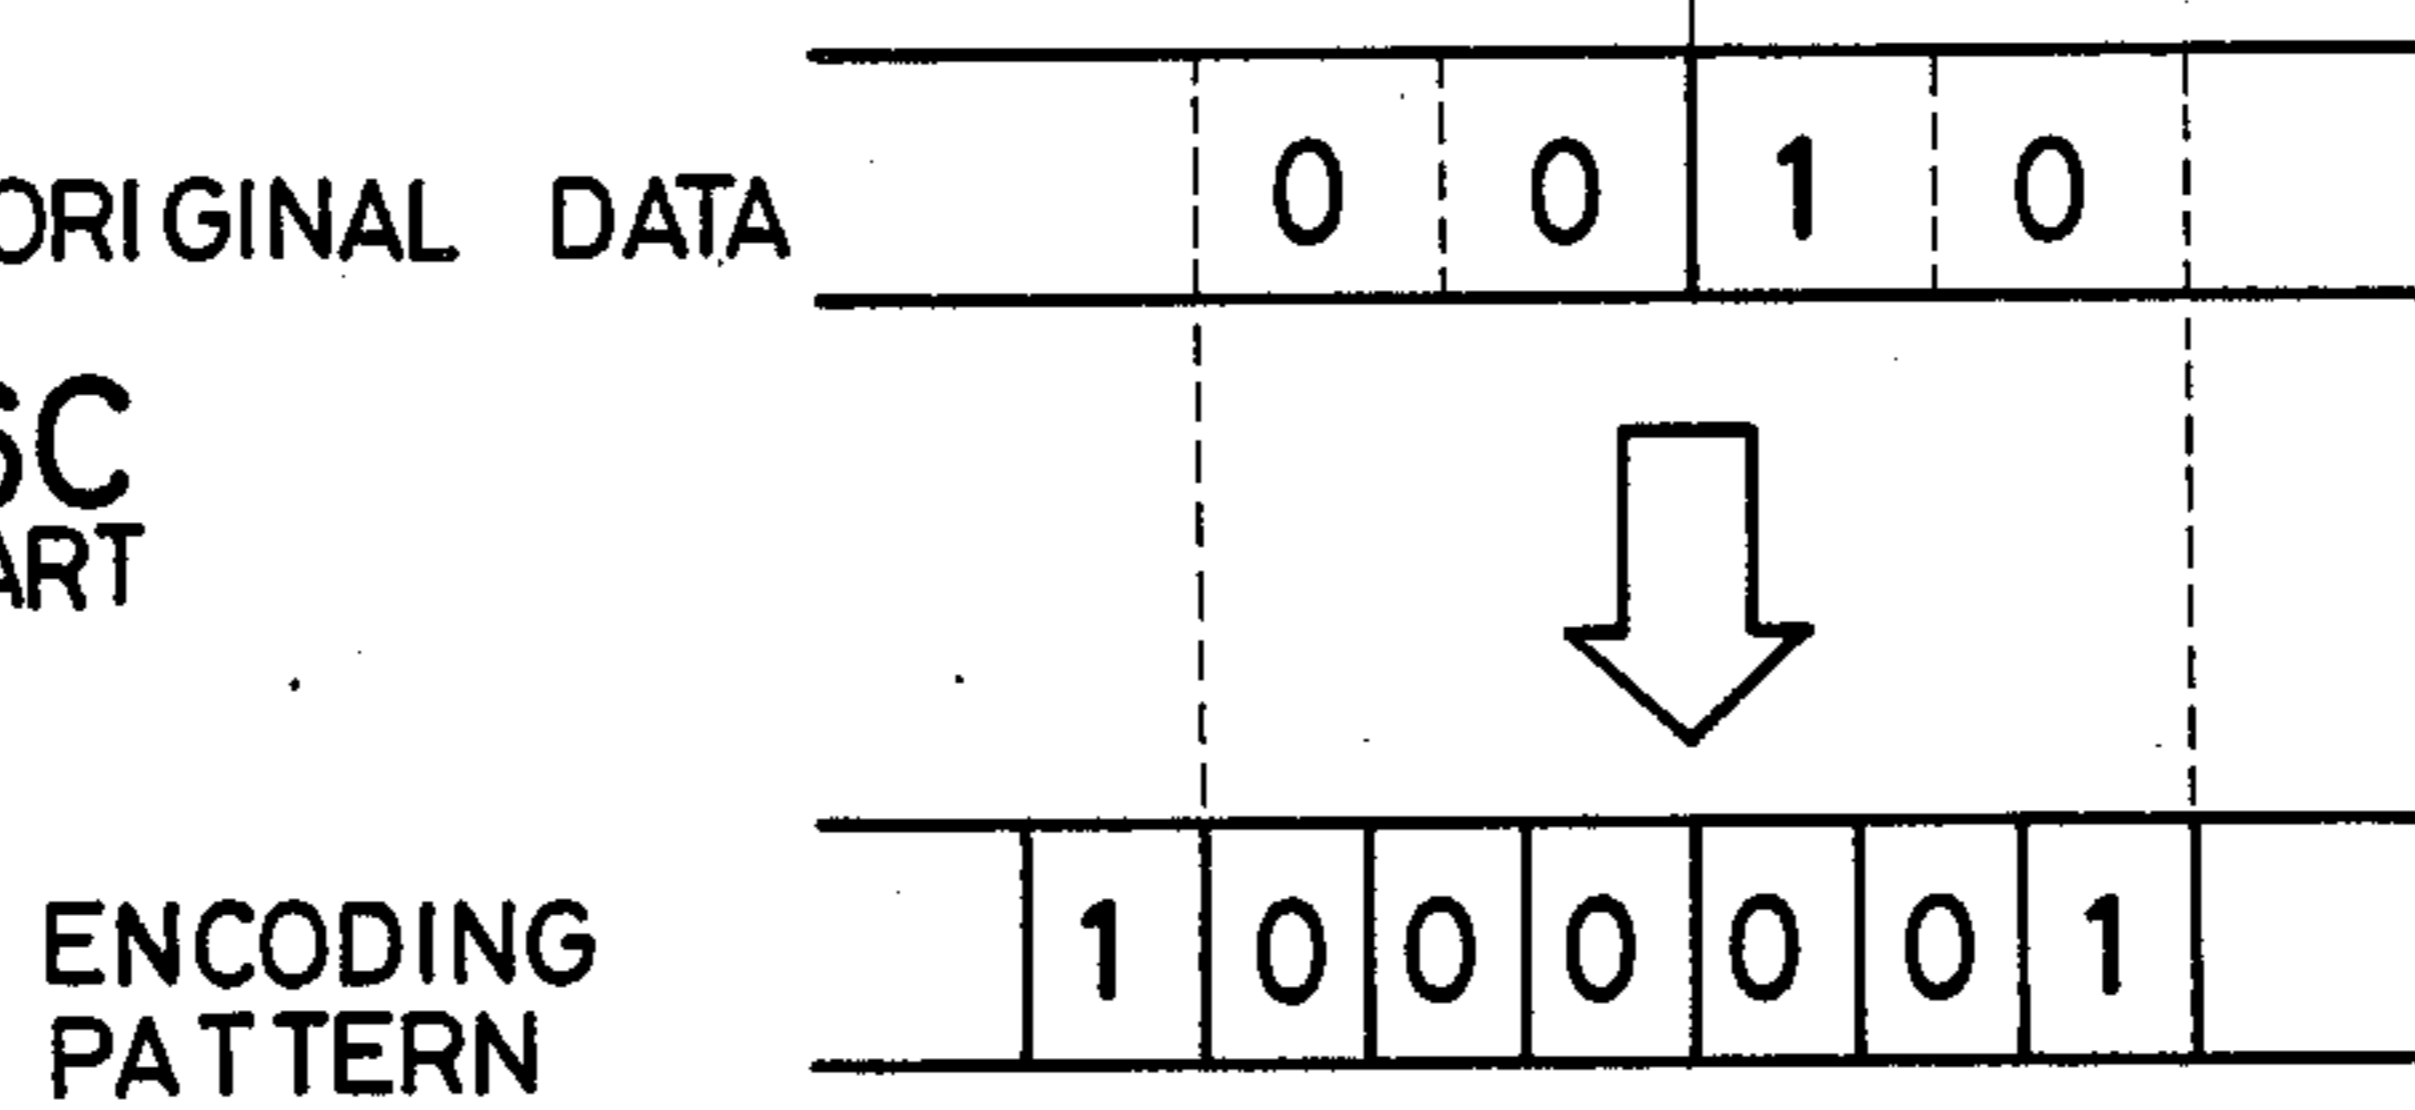 ORIGINAL DATA 0 0 1 0
SC
ART
ENCODING
PATTERN
1 0 0 0 0 0 1